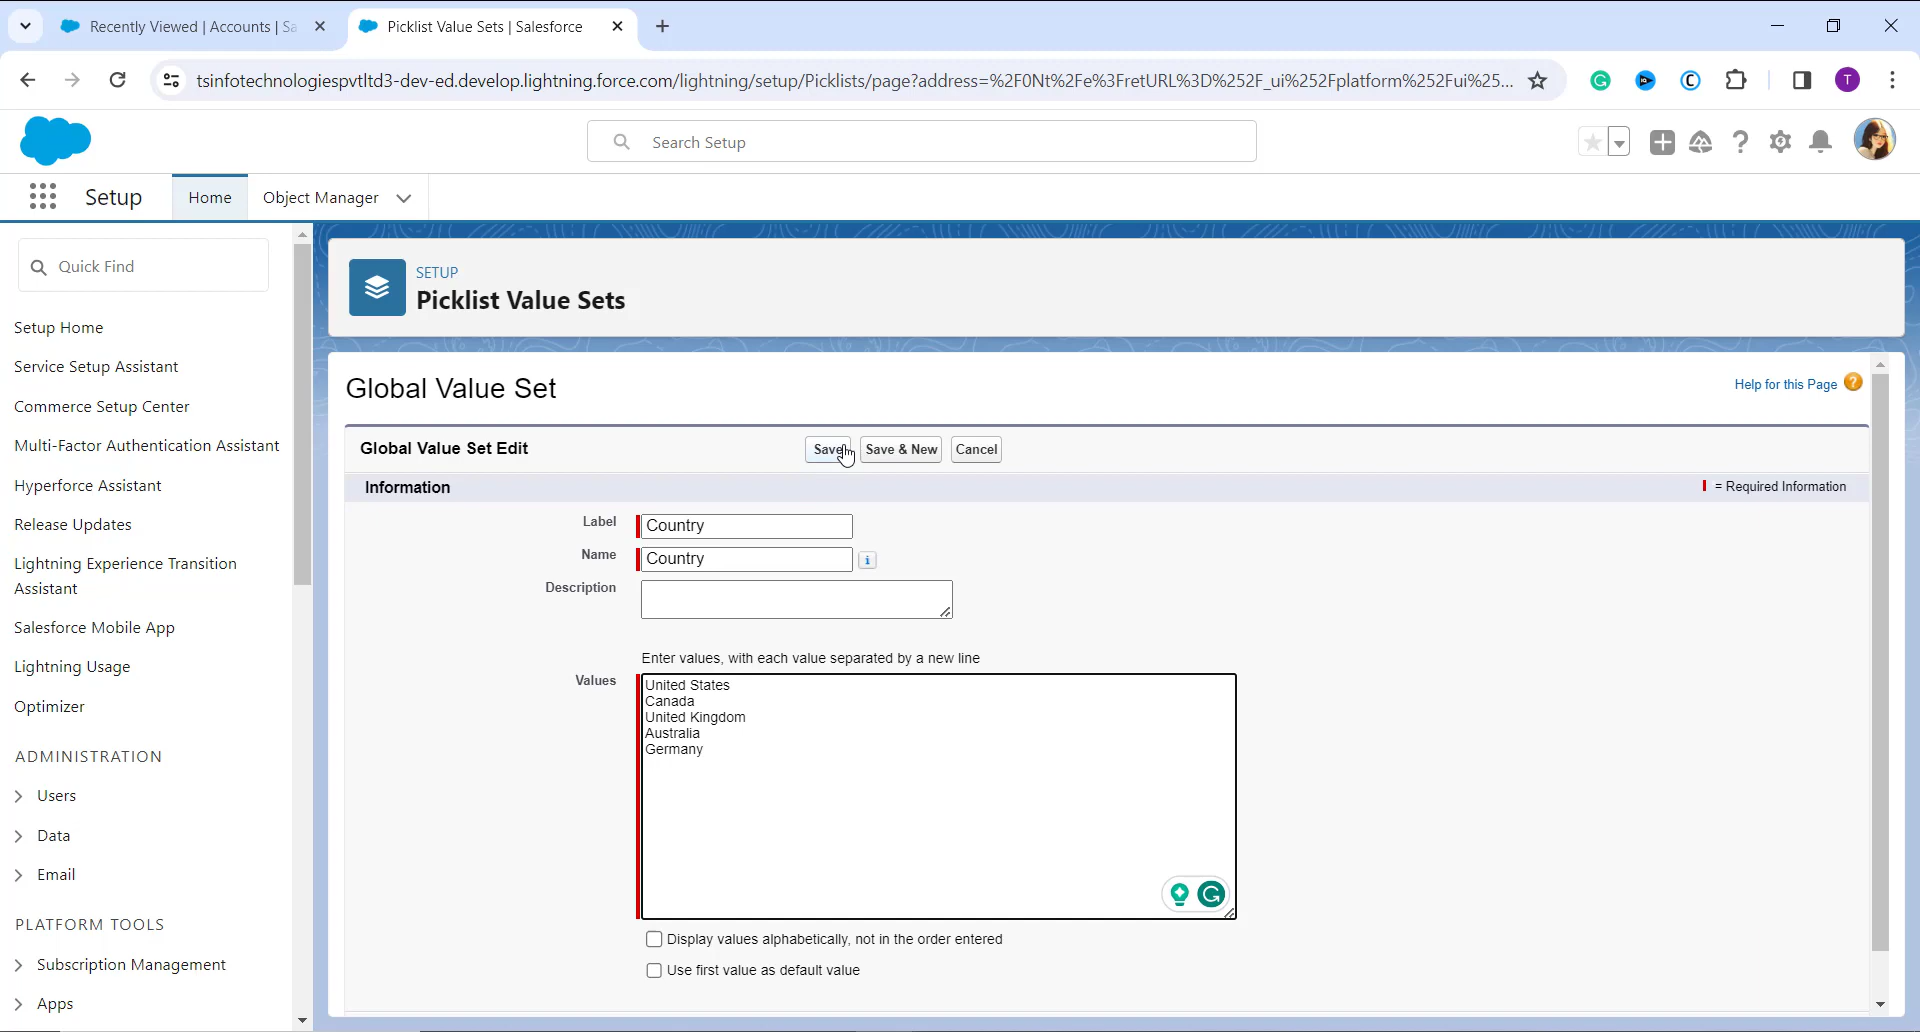 Recently Viewed | Accounts | Sa
Picklist Value Sets | Salesforce
tsinfotechnologiespvtltd3-dev-ed.develop.lightning.force.com/lightning/setup/Picklists/page?address=%2F0Nt%2Fe%3FretURL%3D%252F_ui%252Fplatform%252Fui%25...
T
Search Setup
Setup
Home
Object Manager
Quick Find
SETUP
Picklist Value Sets
Setup Home
Service Setup Assistant
Commerce Setup Center
Multi-Factor Authentication Assistant
Hyperforce Assistant
Release Updates
Lightning Experience Transition
Assistant
Salesforce Mobile App
Lightning Usage
Optimizer
ADMINISTRATION
Users
Data
Email
PLATFORM TOOLS
Subscription Management
Apps
Global Value Set
Help for this Page
Global Value Set Edit
Save
Save & New
Cancel
Information
= Required Information
Label
Country
Name
Country
i
Description
Enter values, with each value separated by a new line
Values
United States
Canada
United Kingdom
Australia
Germany
Display values alphabetically, not in the order entered
Use first value as default value